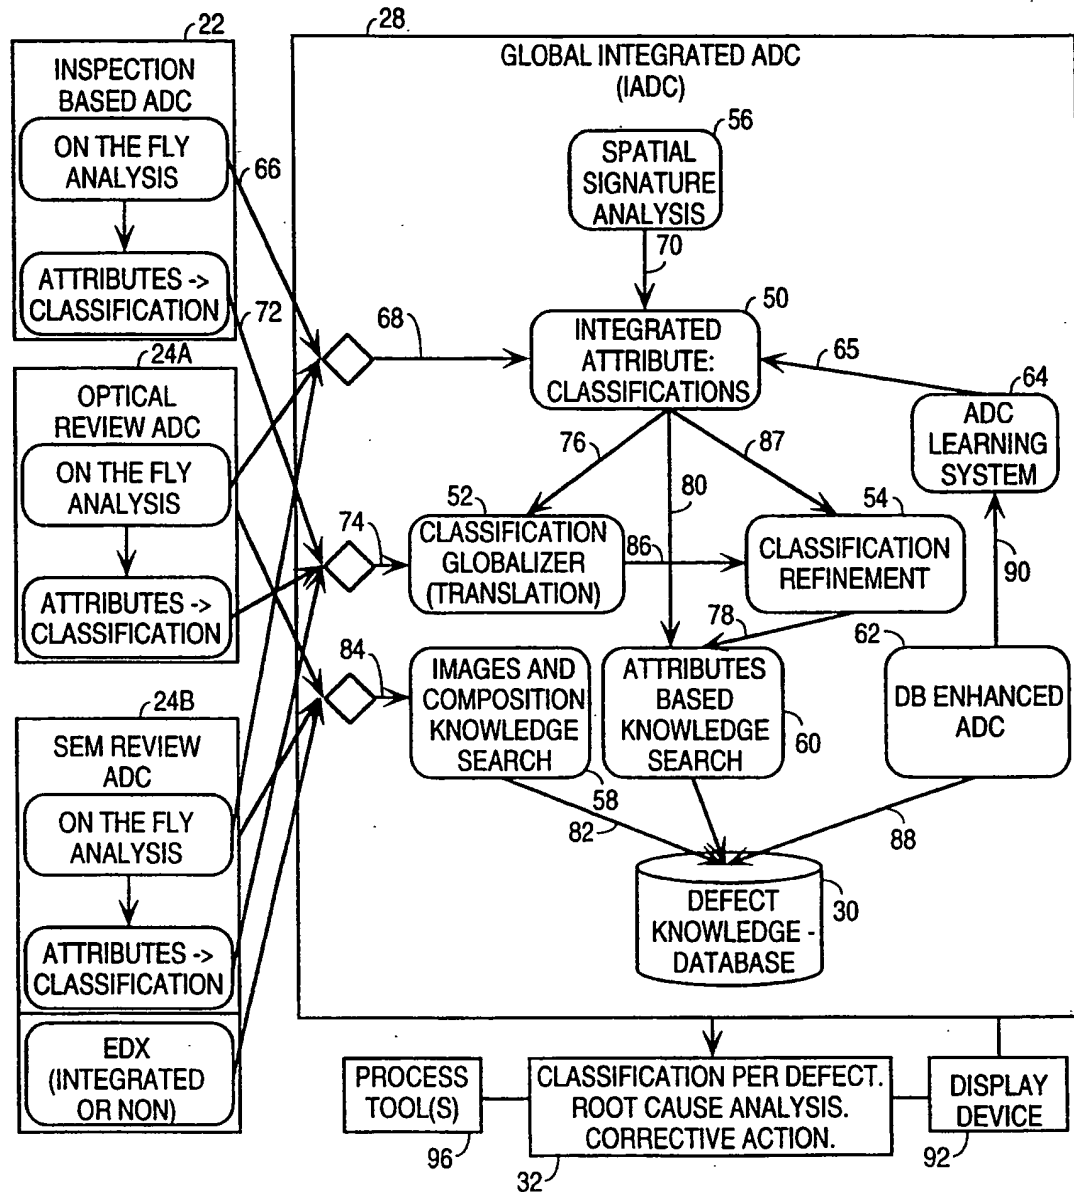 22
28
INSPECTION
BASED ADC
ON THE FLY
ANALYSIS
ATTRIBUTES ->
CLASSIFICATION
66
72
24A
OPTICAL
REVIEW ADC
ON THE FLY
ANALYSIS
ATTRIBUTES ->
CLASSIFICATION
24B
SEM REVIEW
ADC
ON THE FLY
ANALYSIS
ATTRIBUTES ->
CLASSIFICATION
EDX
(INTEGRATED
OR NON)
GLOBAL INTEGRATED ADC
(IADC)
56
SPATIAL
SIGNATURE
ANALYSIS
70
50
68
INTEGRATED
ATTRIBUTE:
CLASSIFICATIONS
65
64
ADC
LEARNING
SYSTEM
76
80
87
52
74
CLASSIFICATION
GLOBALIZER
(TRANSLATION)
86
54
CLASSIFICATION
REFINEMENT
90
78
62
84
IMAGES AND
COMPOSITION
KNOWLEDGE
SEARCH
58
ATTRIBUTES
BASED
KNOWLEDGE
SEARCH
60
DB ENHANCED
ADC
82
88
DEFECT
KNOWLEDGE -
DATABASE
30
PROCESS
TOOL(S)
96
CLASSIFICATION PER DEFECT.
ROOT CAUSE ANALYSIS.
CORRECTIVE ACTION.
32
DISPLAY
DEVICE
92